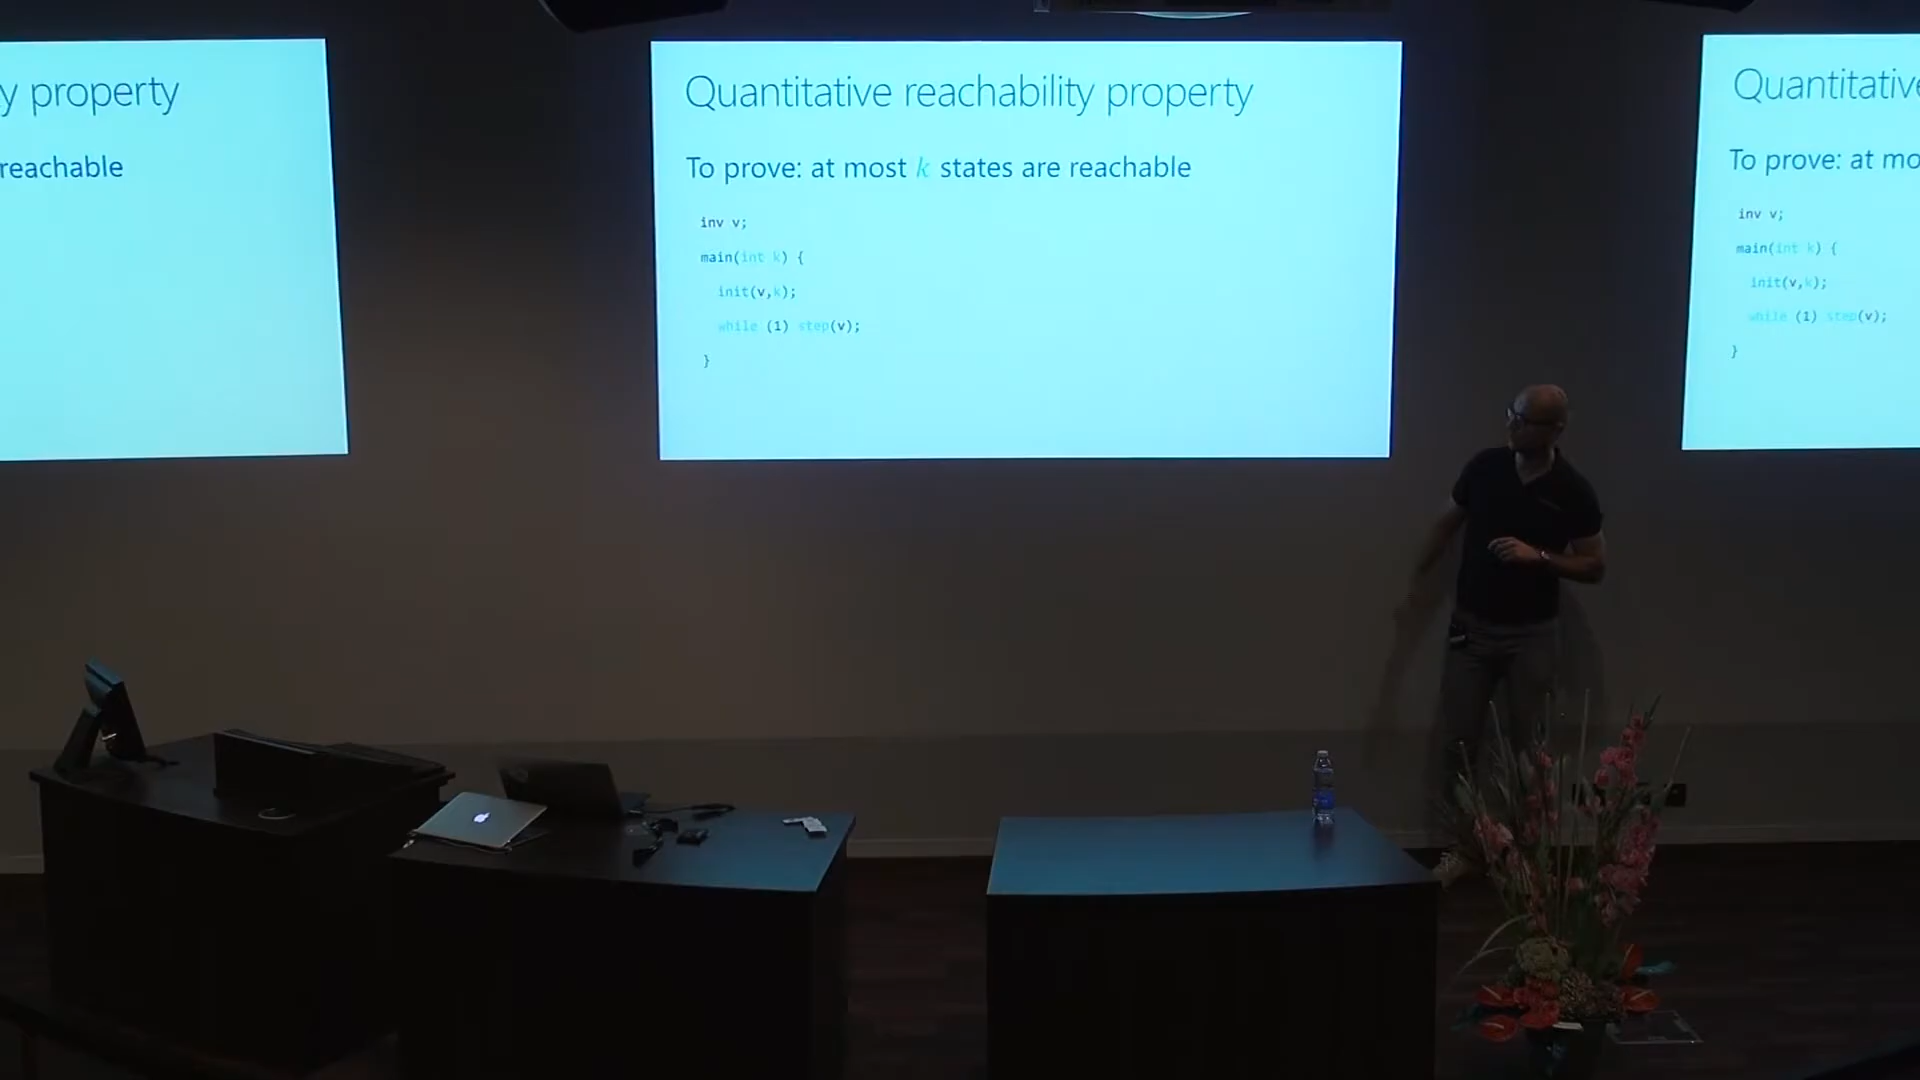 y property
reachable
Quantitative reachability property
To prove: at most k states are reachable
inv v;
main(int k) {
init(v,k);
while (1) step(v);
}
Quantitative
To prove: at mo
inv v;
main(int k) {
init(v,k);
while (1) step(v);
}